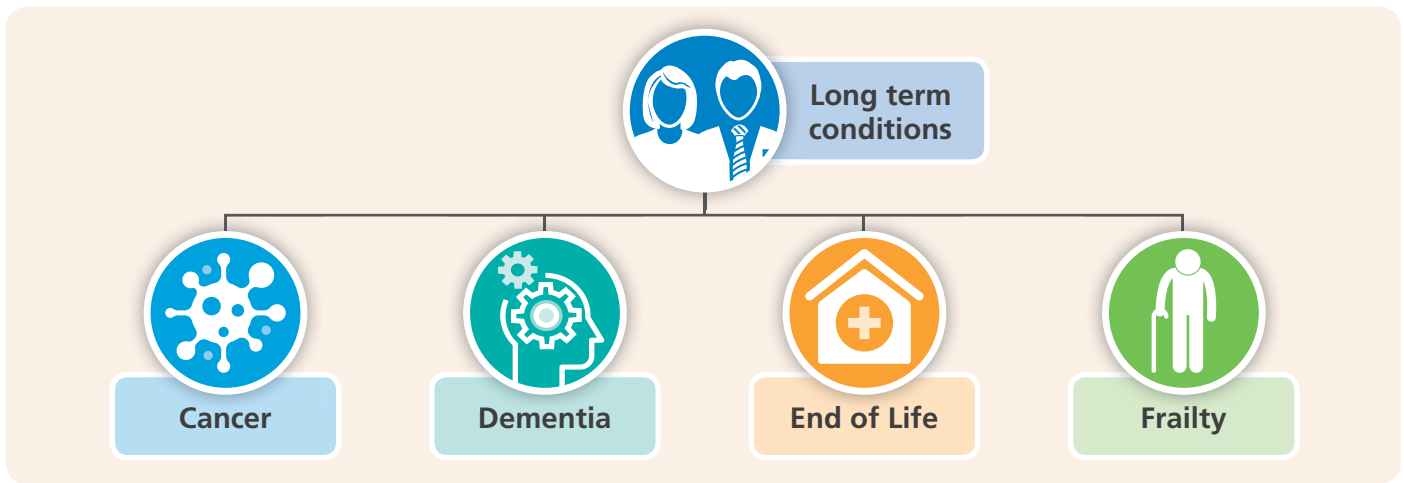 Long term
conditions
Cancer
Dementia
End of Life
Frailty